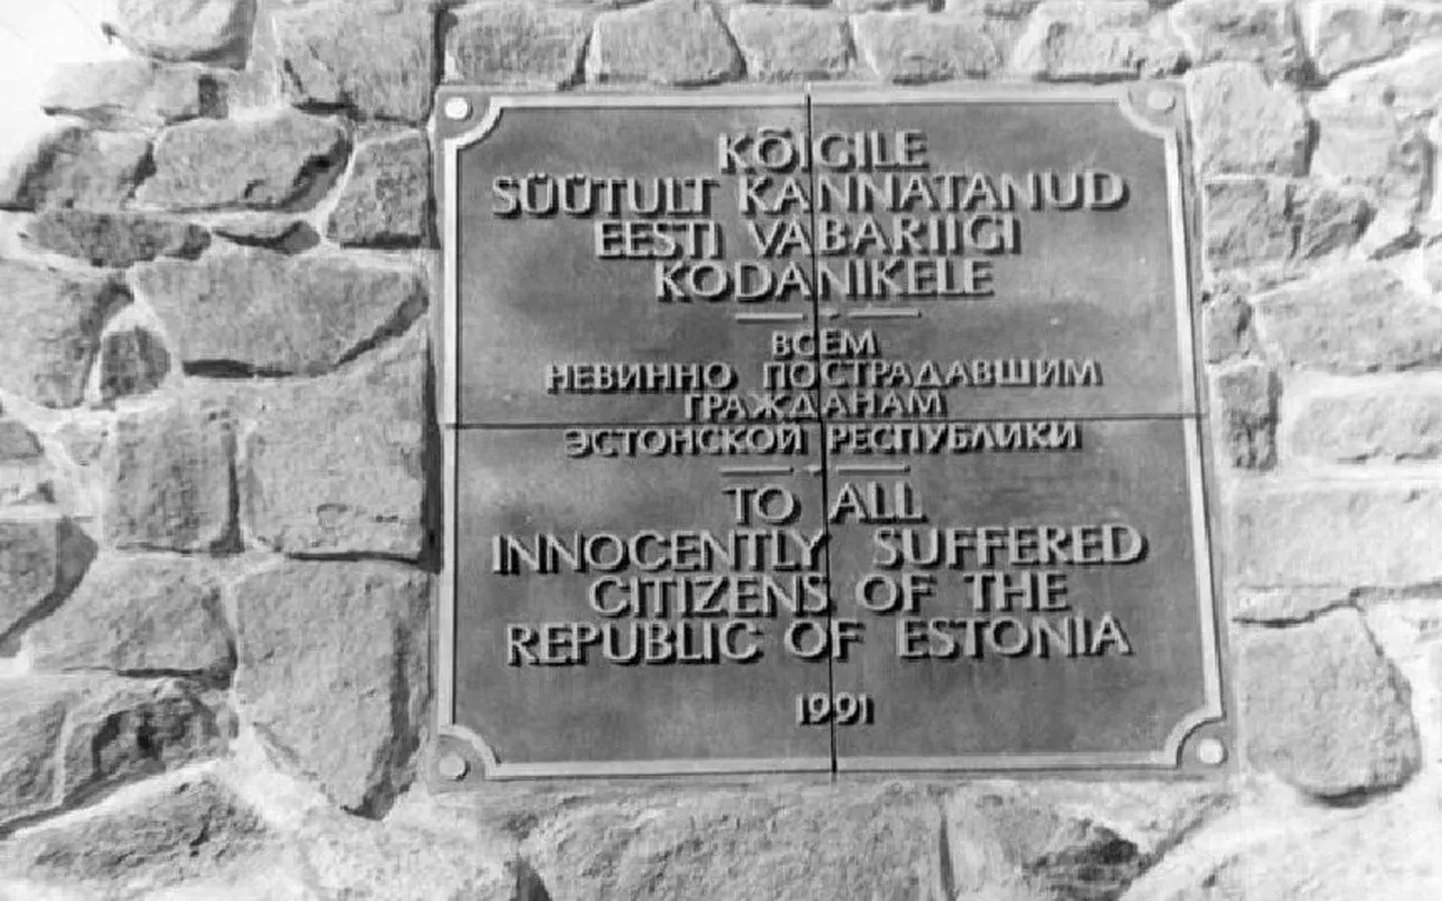 KÕIGILE
SÜÜTULT KANNATANUD
EESTI VABARIIGI
KODANIKELE
ВСЕМ
НЕВИННО ПОСТРАДАВШИМ
ГРАЖДАНАМ
ЭСТОНСКОЙ РЕСПУБЛИКИ
TO ALL
INNOCENTLY SUFFERED
CITIZENS OF THE
REPUBLIC OF ESTONIA
1991